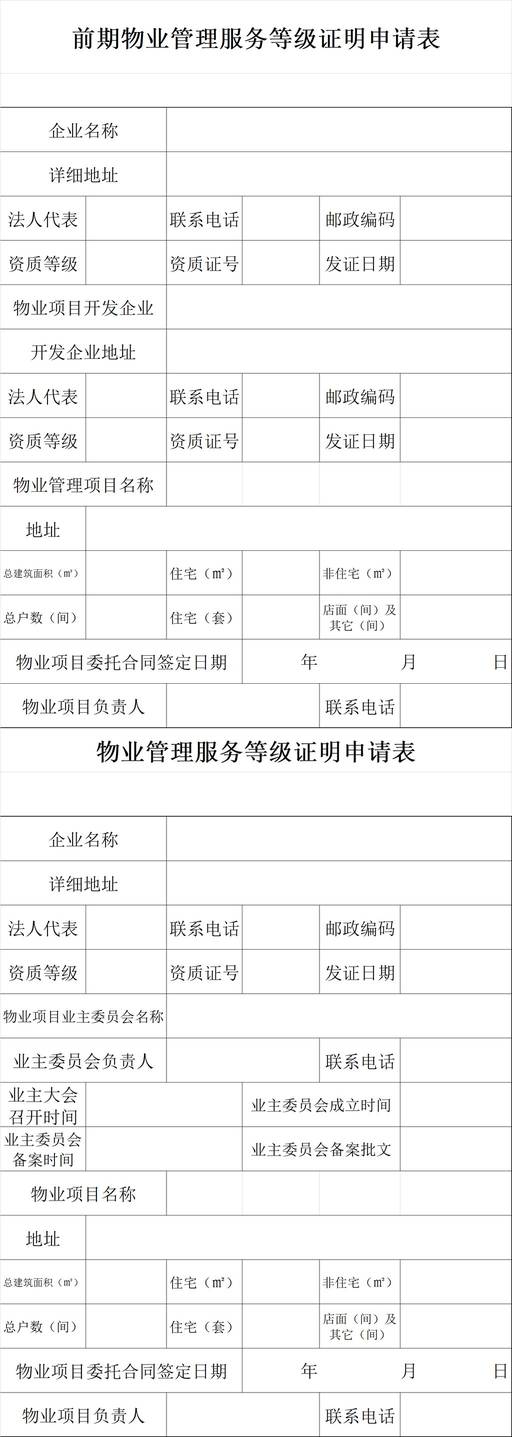 前期物业管理服务等级证明申请表
企业名称
详细地址
法人代表 联系电话 邮政编码
资质等级 资质证号 发证日期
物业项目开发企业
开发企业地址
法人代表 联系电话 邮政编码
资质等级 资质证号 发证日期
物业管理项目名称
地址
总建筑面积（㎡） 住宅（㎡） 非住宅（㎡）
总户数（间） 住宅（套） 店面（间）及
其它（间）
物业项目委托合同签定日期 年 月 日
物业项目负责人 联系电话
物业管理服务等级证明申请表
企业名称
详细地址
法人代表 联系电话 邮政编码
资质等级 资质证号 发证日期
物业项目业主委员会名称
业主委员会负责人 联系电话
业主大会
召开时间 业主委员会成立时间
业主委员会
备案时间 业主委员会备案批文
物业项目名称
地址
总建筑面积（㎡） 住宅（㎡） 非住宅（㎡）
总户数（间） 住宅（套） 店面（间）及
其它（间）
物业项目委托合同签定日期 年 月 日
物业项目负责人 联系电话